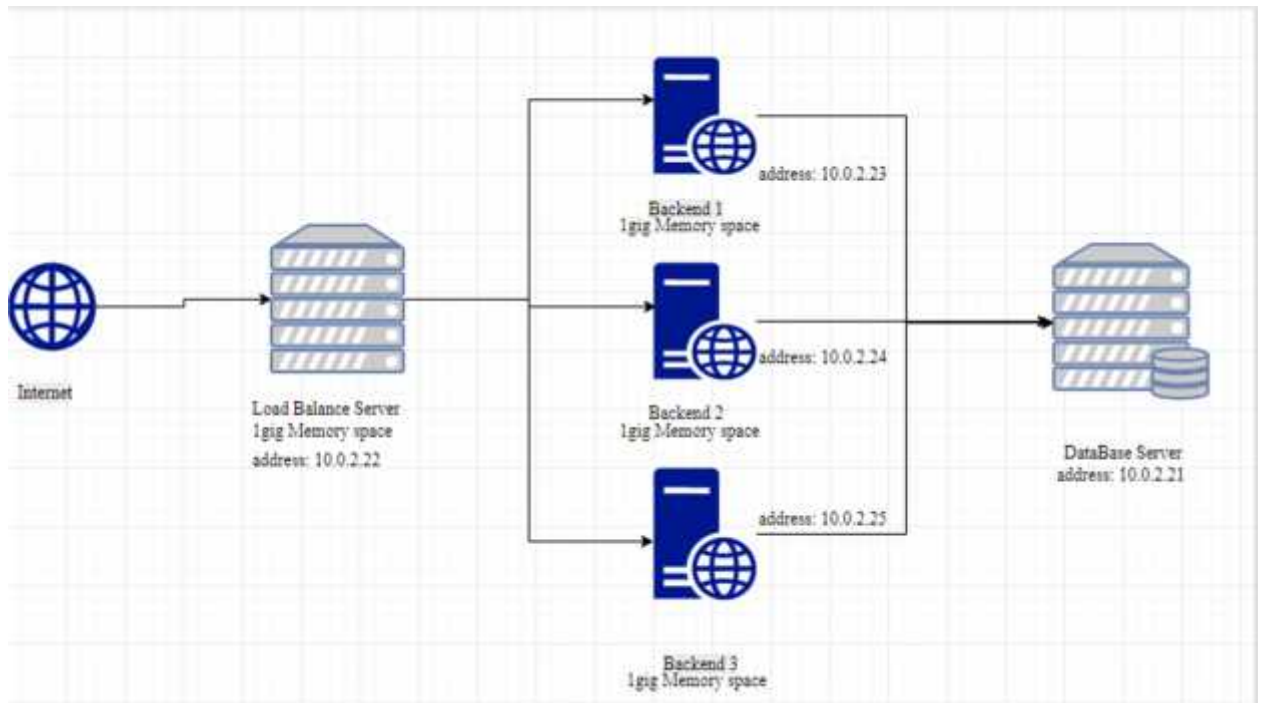 Internet
Load Balance Server
1gig Memory space
address: 10.0.2.22
address: 10.0.2.23
Backend 1
1gig Memory space
address: 10.0.2.24
Backend 2
1gig Memory space
address: 10.0.2.25
Backend 3
1gig Memory space
DataBase Server
address: 10.0.2.21